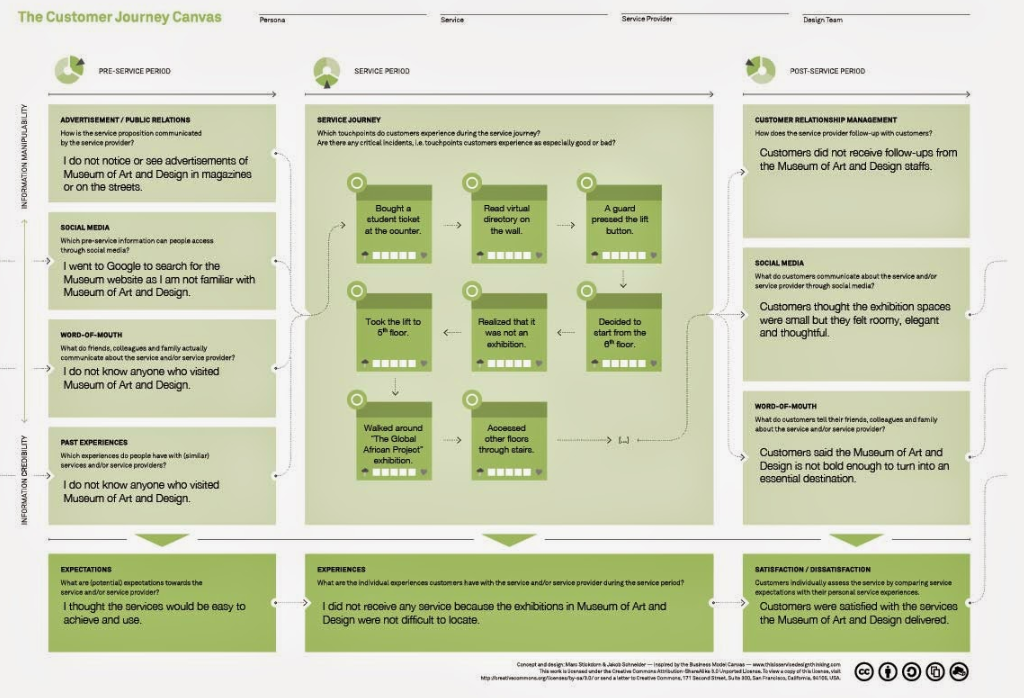 The Customer Journey Canvas
Persona
Service
Service Provider
Design Team
PRE-SERVICE PERIOD
SERVICE PERIOD
POST-SERVICE PERIOD
INFORMATION MANIPULABILITY
INFORMATION CREDIBILITY
ADVERTISEMENT / PUBLIC RELATIONS
How is the service proposition communicated
by the service provider?
I do not notice or see advertisements of
Museum of Art and Design in magazines
or on the streets.
SOCIAL MEDIA
Which pre-service information can people access
through social media?
I went to Google to search for the
Museum website as I am not familiar with
Museum of Art and Design.
WORD-OF-MOUTH
What do friends, colleagues and family actually
communicate about the service and/or service provider?
I do not know anyone who visited
Museum of Art and Design.
PAST EXPERIENCES
Which experiences do people have with (similar)
services and/or service providers?
I do not know anyone who visited
Museum of Art and Design.
SERVICE JOURNEY
Which touchpoints do customers experience during the service journey?
Are there any critical incidents, i.e. touchpoints customers experience as especially good or bad?
Bought a
student ticket
at the counter.
Read virtual
directory on
the wall.
A guard
pressed the lift
button.
Took the lift to
5th floor.
Realized that it
was not an
exhibition.
Decided to
start from the
6th floor.
Walked around
"The Global
African Project"
exhibition.
Accessed
other floors
through stairs.
[...]
CUSTOMER RELATIONSHIP MANAGEMENT
How does the service provider follow-up with customers?
Customers did not receive follow-ups from
the Museum of Art and Design staffs.
SOCIAL MEDIA
What do customers communicate about the service and/or
service provider through social media?
Customers thought the exhibition spaces
were small but they felt roomy, elegant
and thoughtful.
WORD-OF-MOUTH
What do customers tell their friends, colleagues and family
about the service and/or service provider?
Customers said the Museum of Art and
Design is not bold enough to turn into an
essential destination.
EXPECTATIONS
What are (potential) expectations towards the
service and/or service provider?
I thought the services would be easy to
achieve and use.
EXPERIENCES
What are the individual experiences customers have with the service and/or service provider during the service period?
I did not receive any service because the exhibitions in Museum of Art and
Design were not difficult to locate.
SATISFACTION / DISSATISFACTION
Customers individually assess the service by comparing service
expectations with their personal service experiences.
Customers were satisfied with the services
the Museum of Art and Design delivered.
Concept and design: Marc Stickdorn & Jakob Schneider — Inspired by the Business Model Canvas — www.thisisservicedesignthinking.com
This work is licensed under the Creative Commons Attribution-ShareAlike 3.0 Unported License. To view a copy of this license, visit
http://creativecommons.org/licenses/by-sa/3.0/ or send a letter to Creative Commons, 171 Second Street, Suite 300, San Francisco, California, 94105, USA.